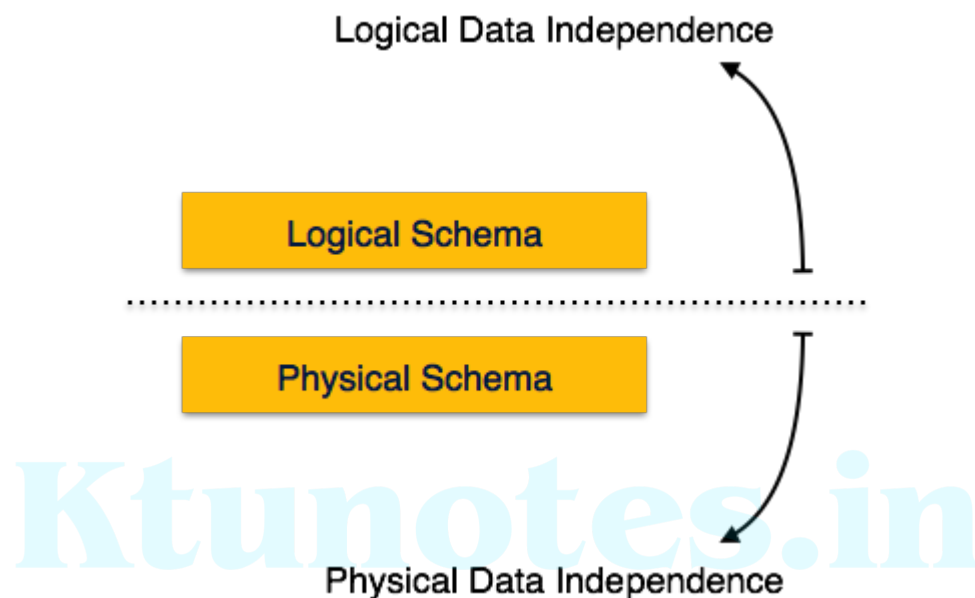 Logical Data Independence
Logical Schema
Physical Schema
Ktunotes.in
Physical Data Independence